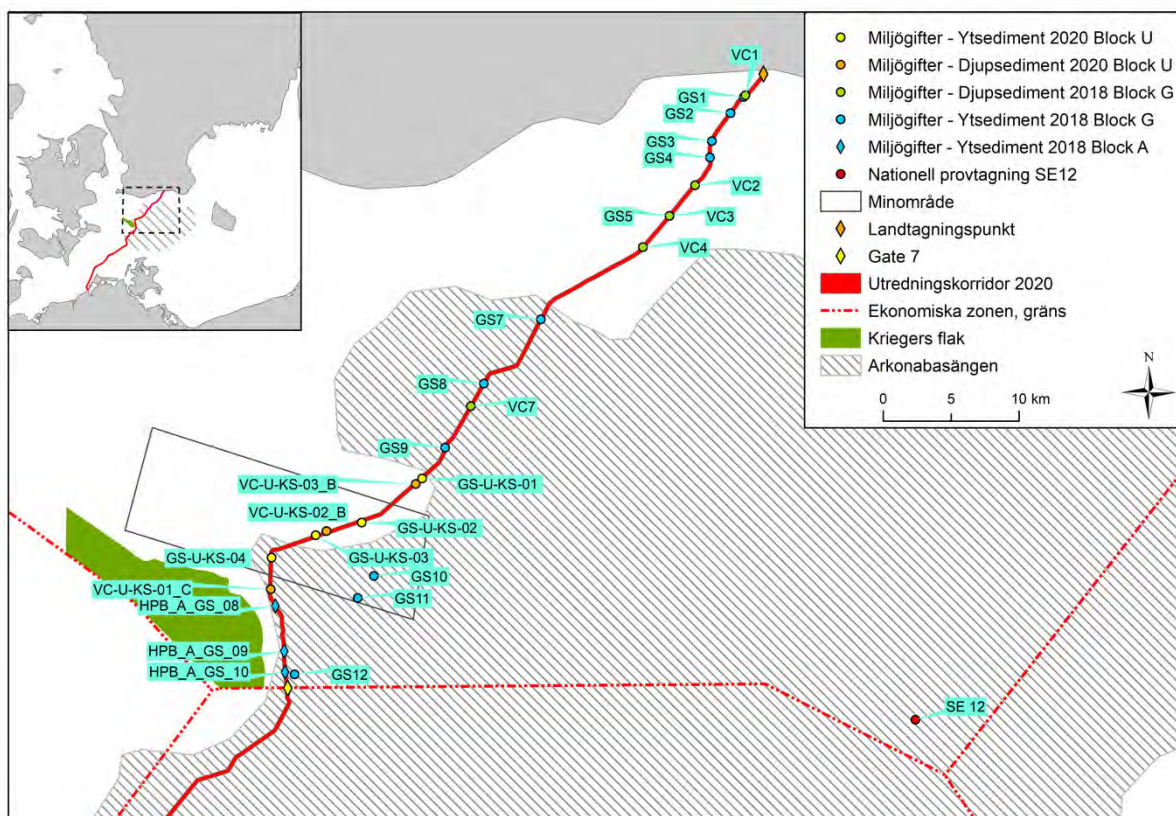 VC1
GS1
GS2
GS3
GS4
VC2
GS5
VC3
VC4
GS7
GS8
VC7
GS9
VC-U-KS-03_B
GS-U-KS-01
VC-U-KS-02_B
GS-U-KS-02
GS-U-KS-04
GS-U-KS-03
GS10
VC-U-KS-01_C
GS11
HPB_A_GS_08
HPB_A_GS_09
HPB_A_GS_10
GS12
SE 12
Miljögifter - Ytsediment 2020 Block U
Miljögifter - Djupsediment 2020 Block U
Miljögifter - Djupsediment 2018 Block G
Miljögifter - Ytsediment 2018 Block G
Miljögifter - Ytsediment 2018 Block A
Nationell provtagning SE12
Minområde
Landtagningspunkt
Gate 7
Utredningskorridor 2020
Ekonomiska zonen, gräns
Kriegers flak
Arkonabasängen
N
0 5 10 km